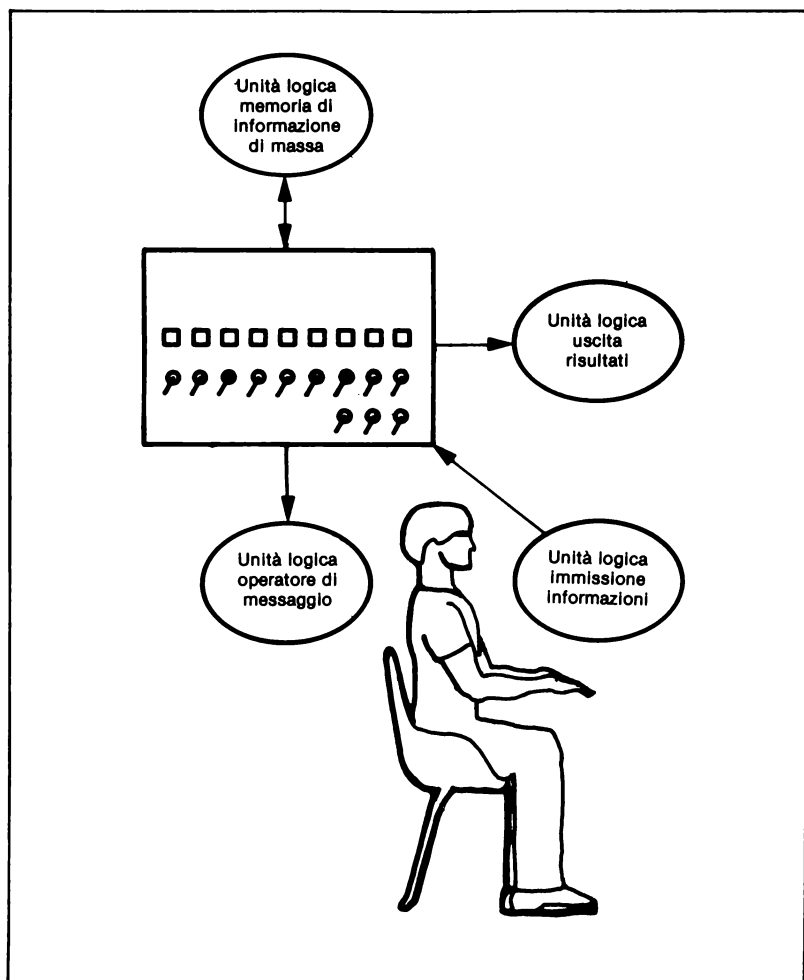 Unità logica
memoria di
informazione
di massa
Unità logica
uscita
risultati
Unità logica
operatore di
messaggio
Unità logica
immissione
informazioni